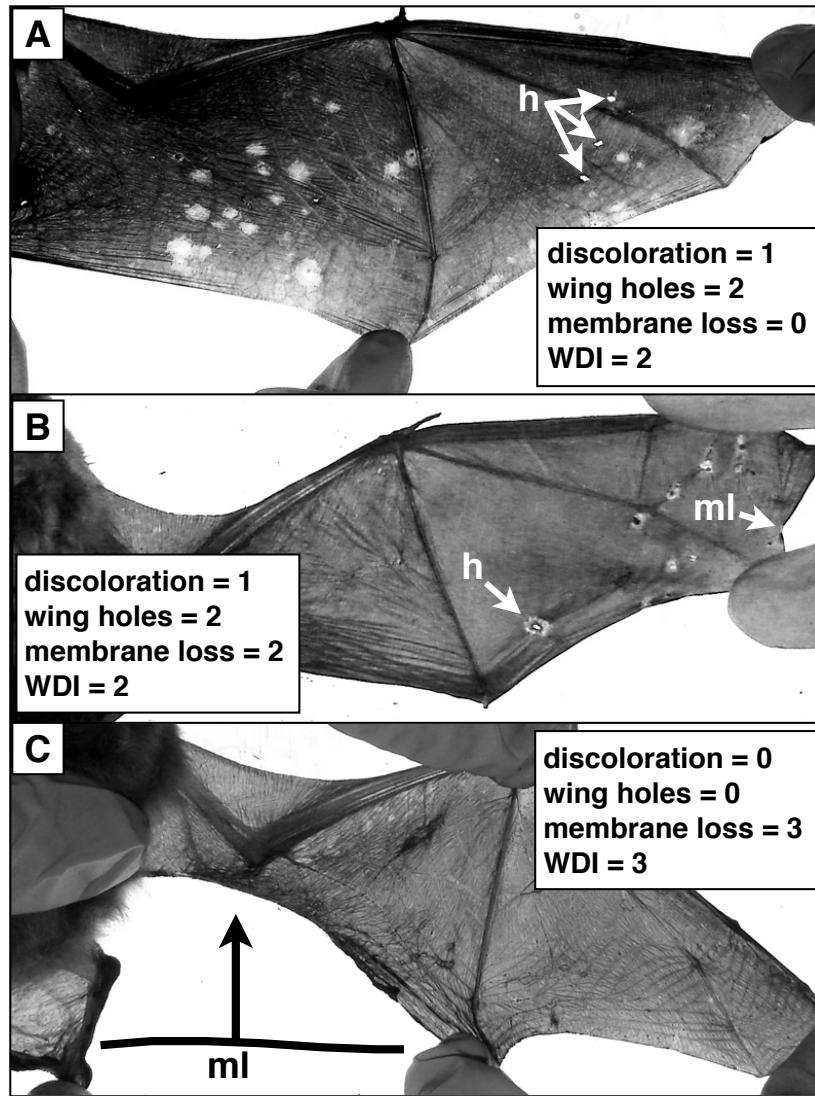 A
h
discoloration = 1
wing holes = 2
membrane loss = 0
WDI = 2
B
ml
h
discoloration = 1
wing holes = 2
membrane loss = 2
WDI = 2
C
discoloration = 0
wing holes = 0
membrane loss = 3
WDI = 3
ml